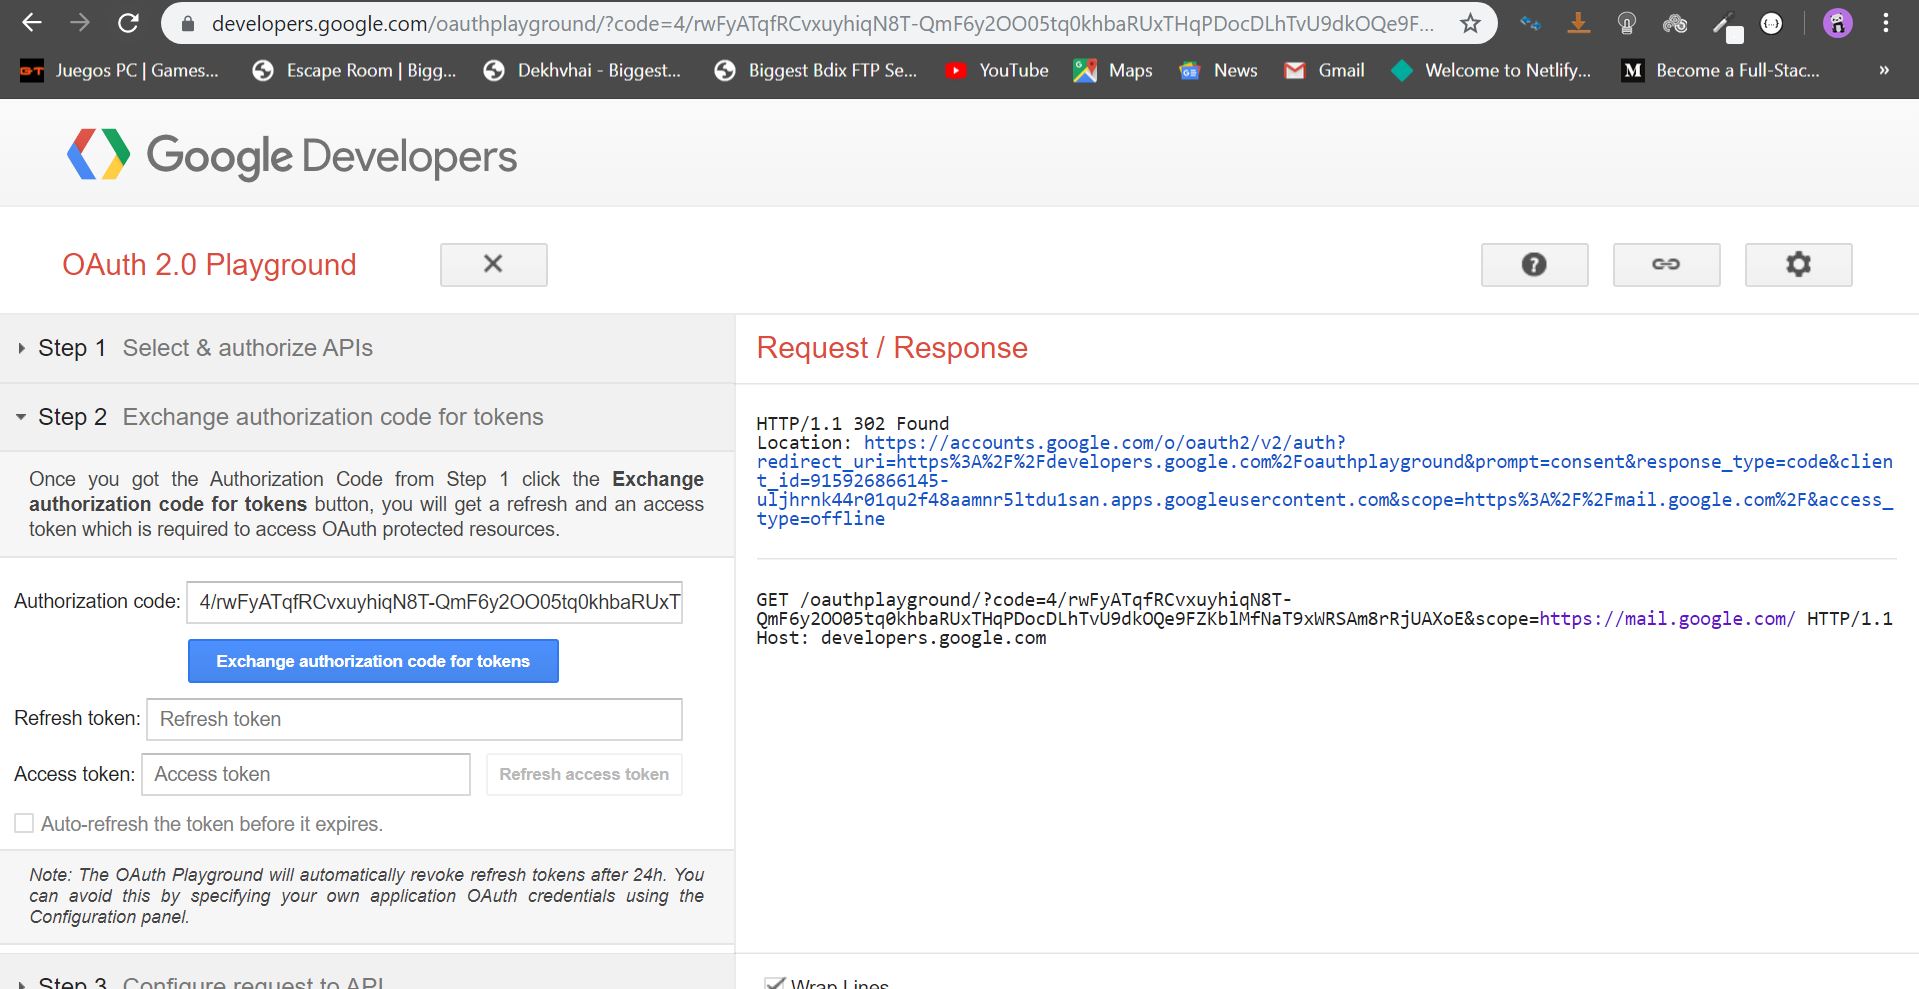 developers.google.com/oauthplayground/?code=4/rwFyATqfRCvxuyhiqN8T-QmF6y2OO05tq0khbaRUxTHqPDocDLhTvU9dkOQe9F...
GT Juegos PC | Games... Escape Room | Bigg... Dekhvhai - Biggest... Biggest Bdix FTP Se... YouTube Maps News Gmail Welcome to Netlify... M Become a Full-Stac... »
Google Developers
OAuth 2.0 Playground
Step 1 Select & authorize APIs
Step 2 Exchange authorization code for tokens
Once you got the Authorization Code from Step 1 click the Exchange
authorization code for tokens button, you will get a refresh and an access
token which is required to access OAuth protected resources.
Authorization code: 4/rwFyATqfRCvxuyhiqN8T-QmF6y2OO05tq0khbaRUxT
Exchange authorization code for tokens
Refresh token: Refresh token
Access token: Access token Refresh access token
Auto-refresh the token before it expires.
Note: The OAuth Playground will automatically revoke refresh tokens after 24h. You
can avoid this by specifying your own application OAuth credentials using the
Configuration panel.
Step 3 Configure request to API
Request / Response
HTTP/1.1 302 Found
Location: https://accounts.google.com/o/oauth2/v2/auth?
redirect_uri=https%3A%2F%2Fdevelopers.google.com%2Foauthplayground&prompt=consent&response_type=code&clien
t_id=915926866145-
uljhrnk44r01qu2f48aamnr5ltdu1san.apps.googleusercontent.com&scope=https%3A%2F%2Fmail.google.com%2F&access_
type=offline
GET /oauthplayground/?code=4/rwFyATqfRCvxuyhiqN8T-
QmF6y2OO05tq0khbaRUxTHqPDocDLhTvU9dkOQe9FZKblMfNaT9xWRSAm8rRjUAXoE&scope=https://mail.google.com/ HTTP/1.1
Host: developers.google.com
Wrap Lines